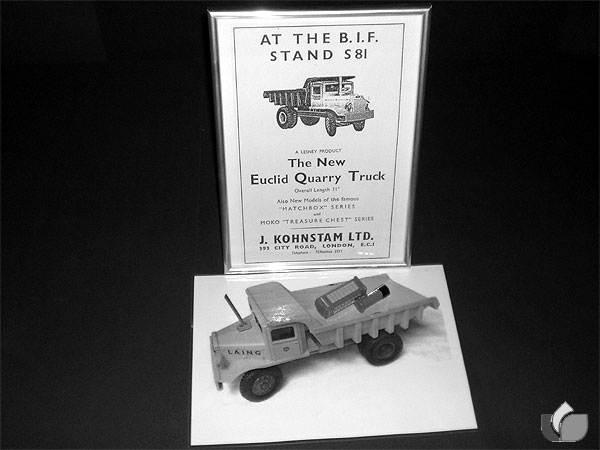 AT THE B.I.F.
STAND S81
A LESNEY PRODUCT
The New
Euclid Quarry Truck
Overall Length 11"
Also New Models of the famous
"MATCHBOX" SERIES
and
MOKO "TREASURE CHEST" SERIES
J. KOHNSTAM LTD.
393 CITY ROAD, LONDON, E.C.1
LAING